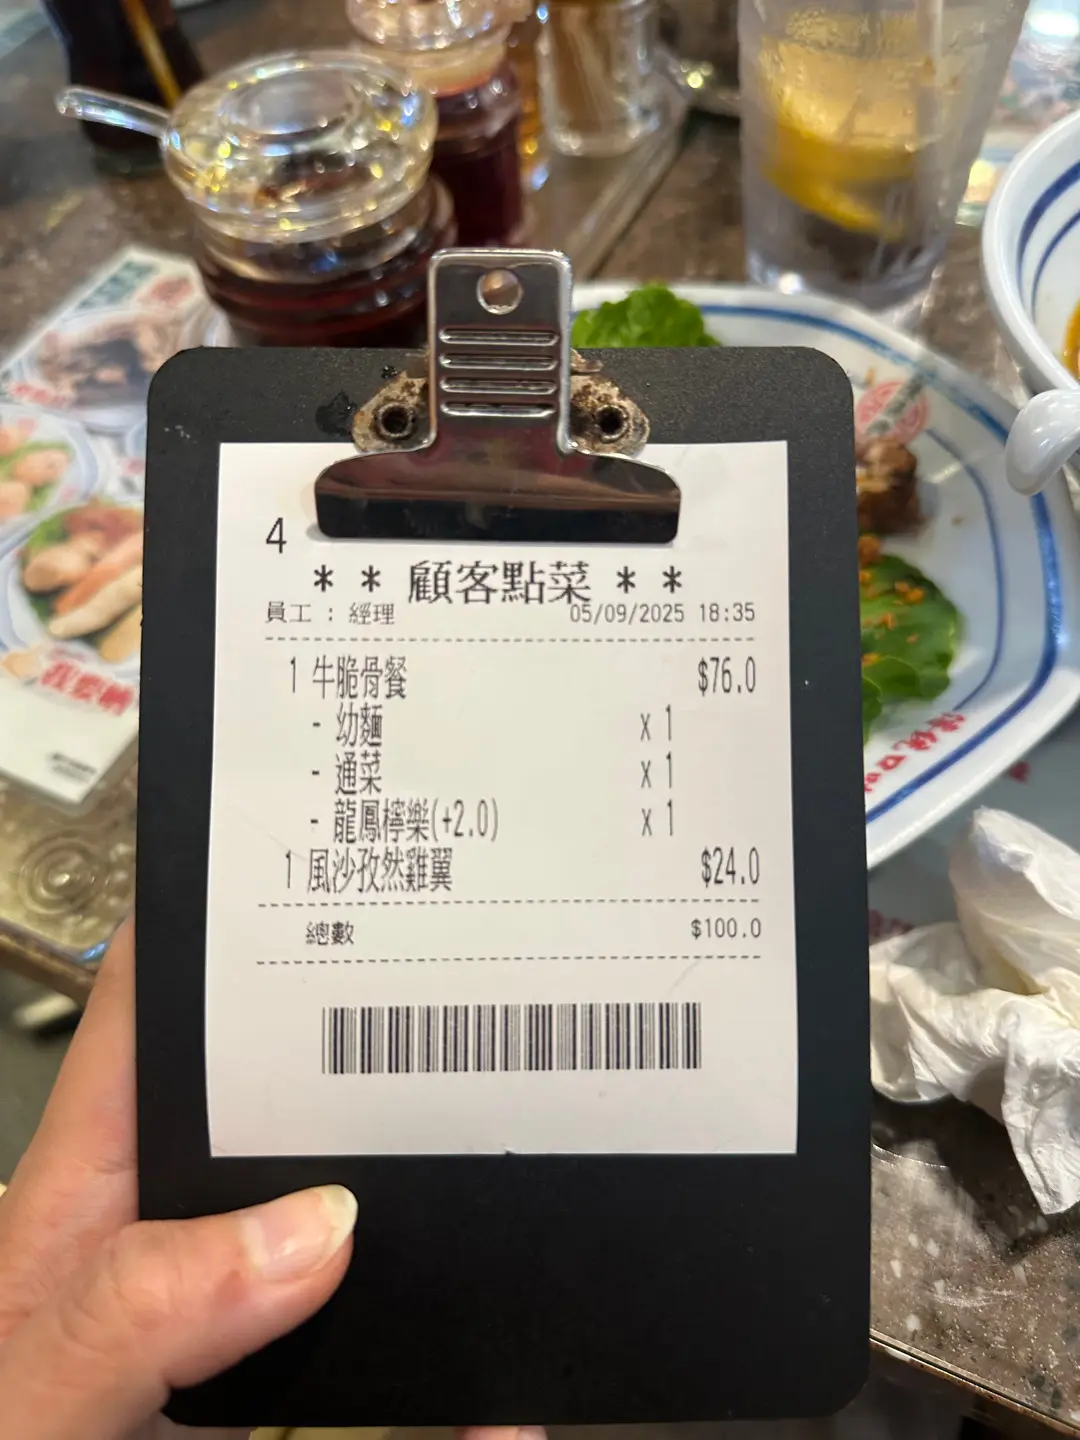 4
* * 顧客點菜 * *
員工 : 經理 05/09/2025 18:35
1 牛脆骨餐 $76.0
- 幼麵 x 1
- 通菜 x 1
- 龍鳳檸樂(+2.0) x 1
1 風沙孜然雞翼 $24.0
總數 $100.0